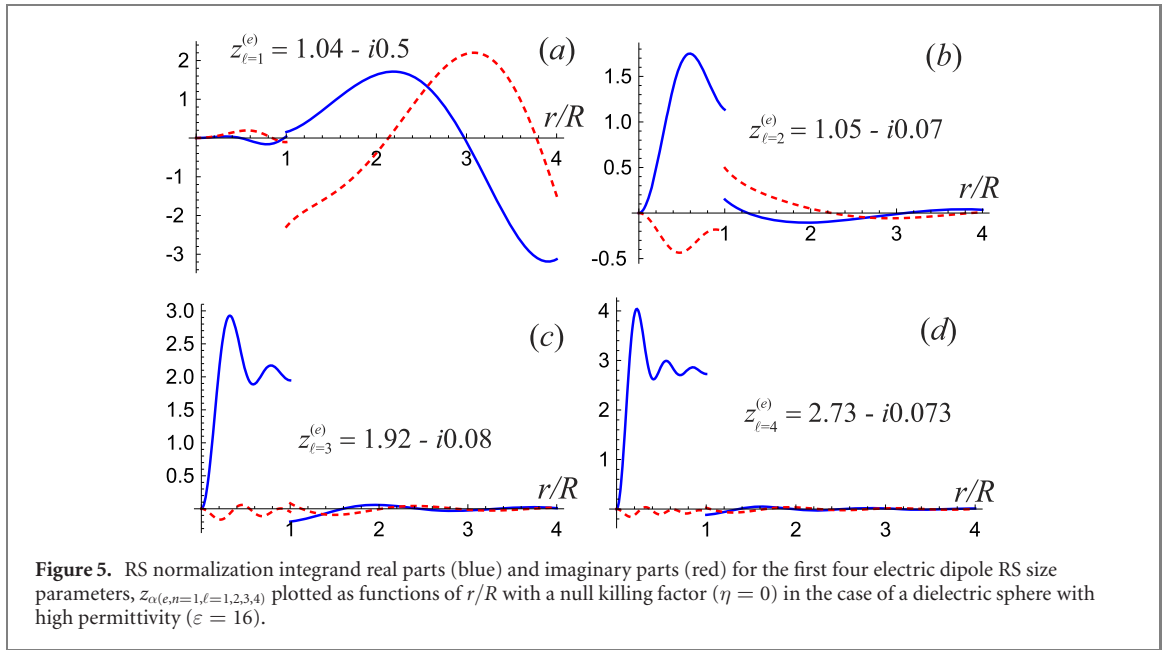 z_{ℓ=1}^{(e)} = 1.04 - i0.5
(a)
2
1
-1
-2
-3
1
2
3
4
r/R
(b)
1.5
1.0
0.5
-0.5
z_{ℓ=2}^{(e)} = 1.05 - i0.07
r/R
1
2
3
4
(c)
3.0
2.5
2.0
1.5
1.0
0.5
z_{ℓ=3}^{(e)} = 1.92 - i0.08
r/R
1
2
3
4
(d)
4
3
2
1
z_{ℓ=4}^{(e)} = 2.73 - i0.073
r/R
1
2
3
4
Figure 5. RS normalization integrand real parts (blue) and imaginary parts (red) for the first four electric dipole RS size
parameters, z_{α(e,n=1,ℓ=1,2,3,4)} plotted as functions of r/R with a null killing factor (η = 0) in the case of a dielectric sphere with
high permittivity (ε = 16).